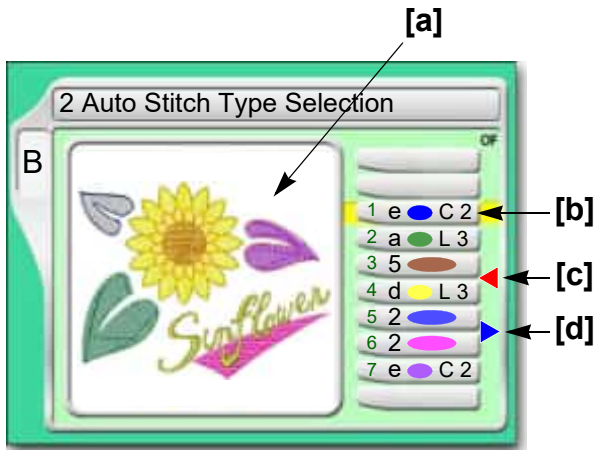 [a]
2 Auto Stitch Type Selection
OF
B
1 e C 2
[b]
2 a L 3
3 5
[c]
4 d L 3
5 2
[d]
6 2
7 e C 2
Sunflower